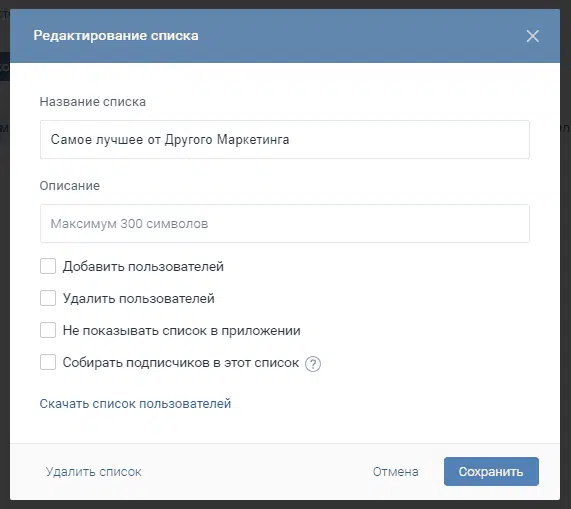 Редактирование списка
Название списка
Самое лучшее от Другого Маркетинга
Описание
Максимум 300 символов
Добавить пользователей
Удалить пользователей
Не показывать список в приложении
Собирать подписчиков в этот список ?
Скачать список пользователей
Удалить список Отмена Сохранить